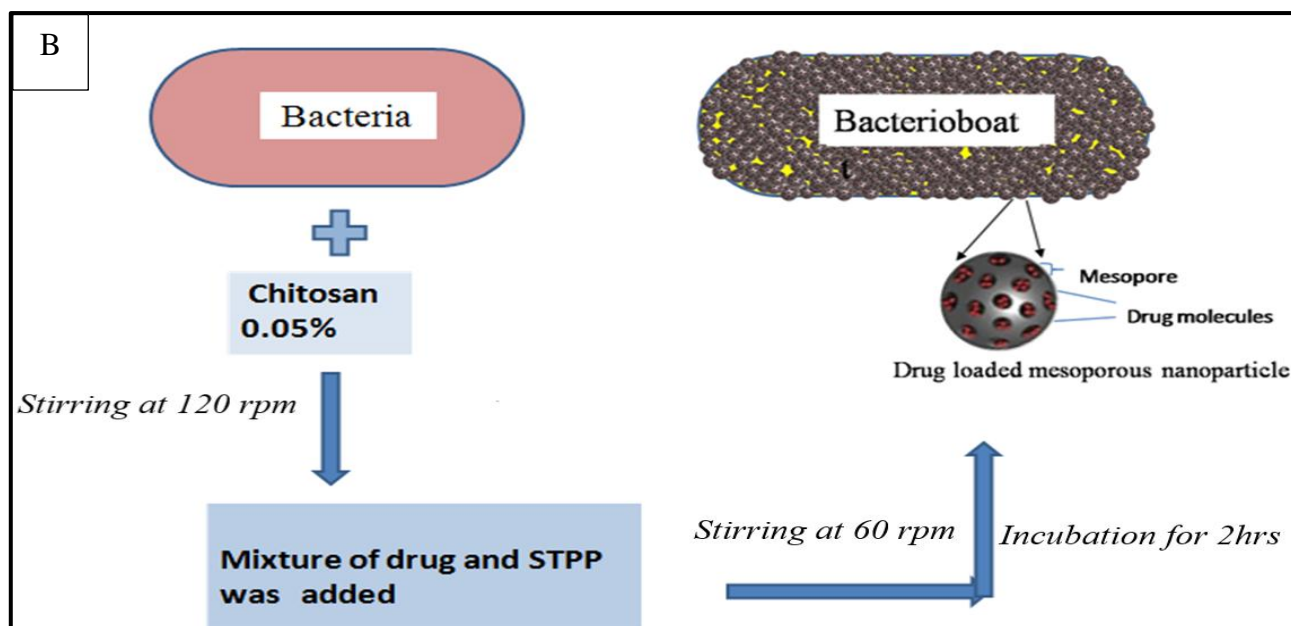 B
Bacteria
Chitosan
0.05%
Stirring at 120 rpm
Mixture of drug and STPP
was added
Stirring at 60 rpm
Incubation for 2hrs
Bacterioboat
t
Mesopore
Drug molecules
Drug loaded mesoporous nanoparticle